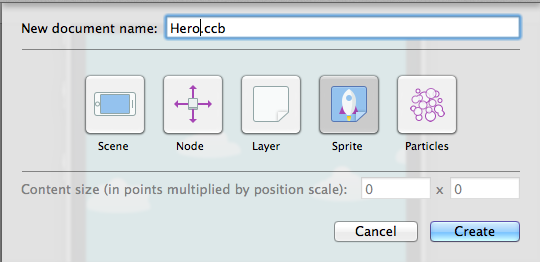 New document name: Hero.ccb
Scene Node Layer Sprite Particles
Content size (in points multiplied by position scale): 0 x 0
Cancel Create